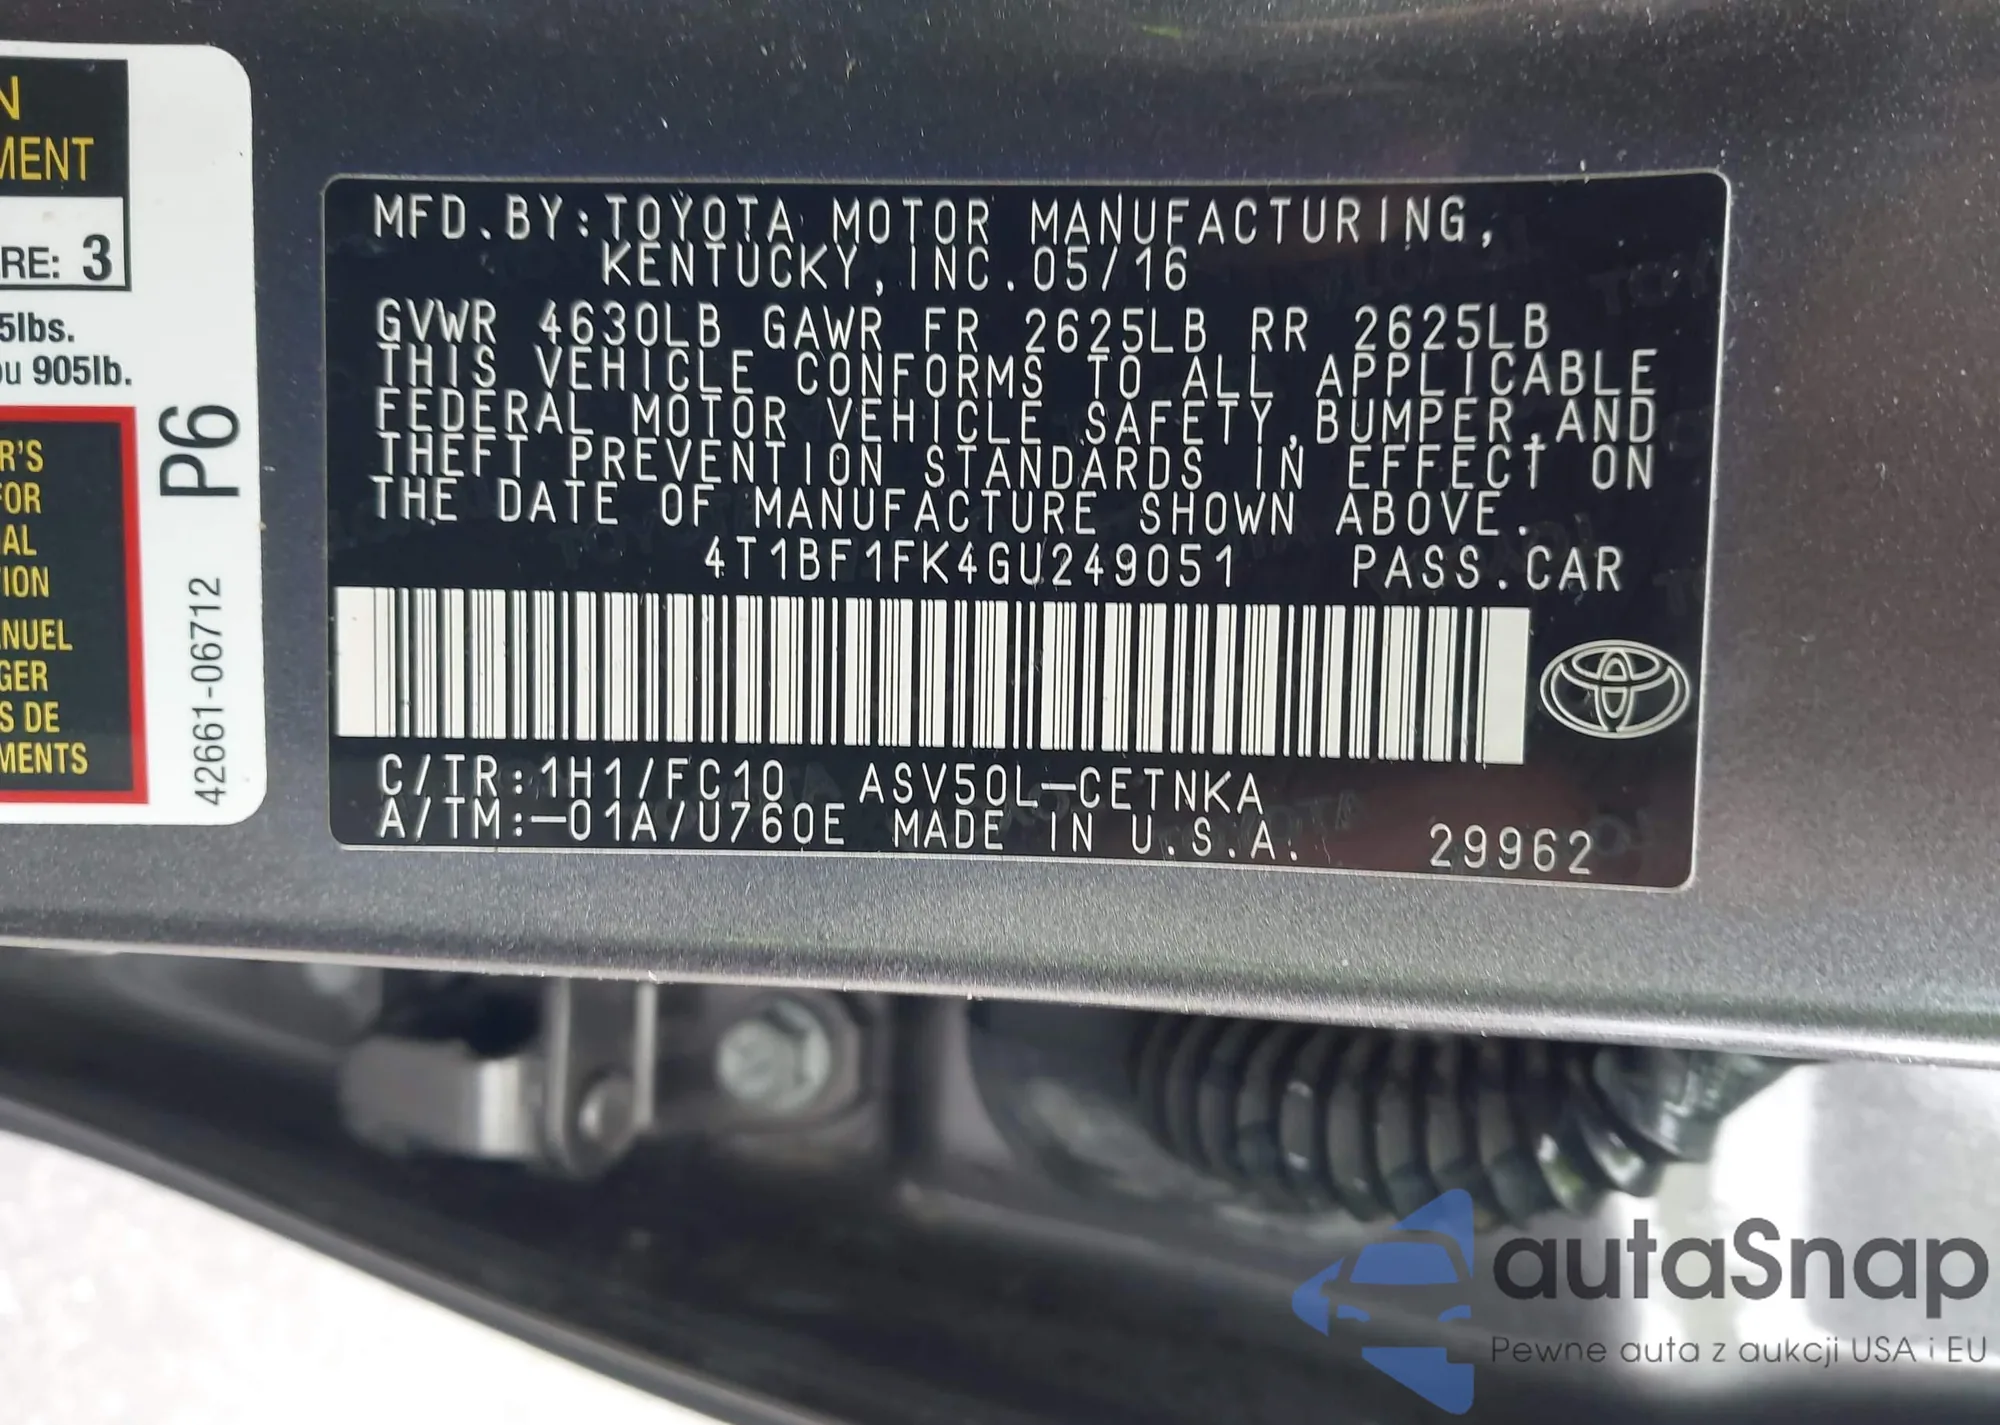 N
MENT
RE: 3
5lbs.
ou 905lb.
R'S
FOR
AL
ION
NUEL
GER
S DE
MENTS
P6
42661-06712
MFD.BY:TOYOTA MOTOR MANUFACTURING,
KENTUCKY,INC.05/16
GVWR 4630LB GAWR FR 2625LB RR 2625LB
THIS VEHICLE CONFORMS TO ALL APPLICABLE
FEDERAL MOTOR VEHICLE SAFETY,BUMPER,AND
THEFT PREVENTION STANDARDS IN EFFECT ON
THE DATE OF MANUFACTURE SHOWN ABOVE.
4T1BF1FK4GU249051 PASS.CAR
C/TR:1H1/FC10 ASV50L-CETNKA
A/TM:-01A/U760E MADE IN U.S.A. 29962
autaSnap
Pewne auta z aukcji USA i EU